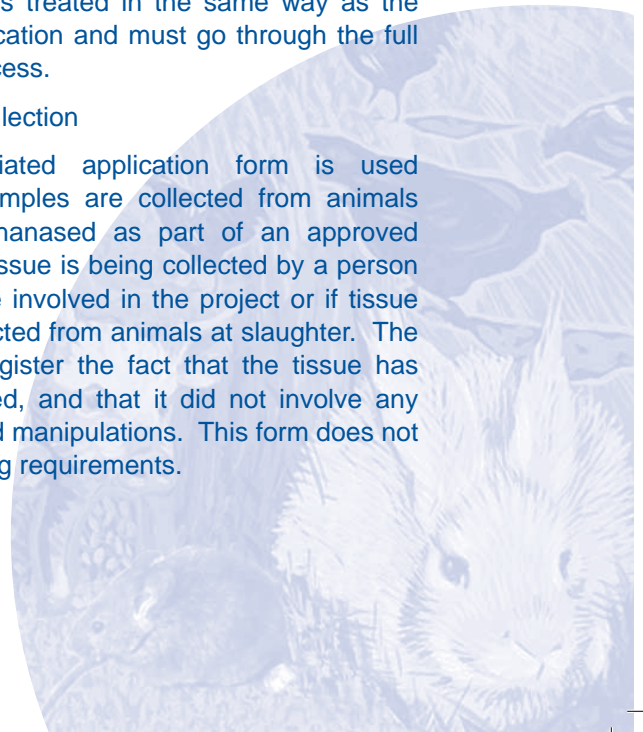 s treated in the same way as the
cation and must go through the full
cess.
llection
iated application form is used
mples are collected from animals
hanased as part of an approved
issue is being collected by a person
e involved in the project or if tissue
cted from animals at slaughter. The
gister the fact that the tissue has
ed, and that it did not involve any
d manipulations. This form does not
g requirements.